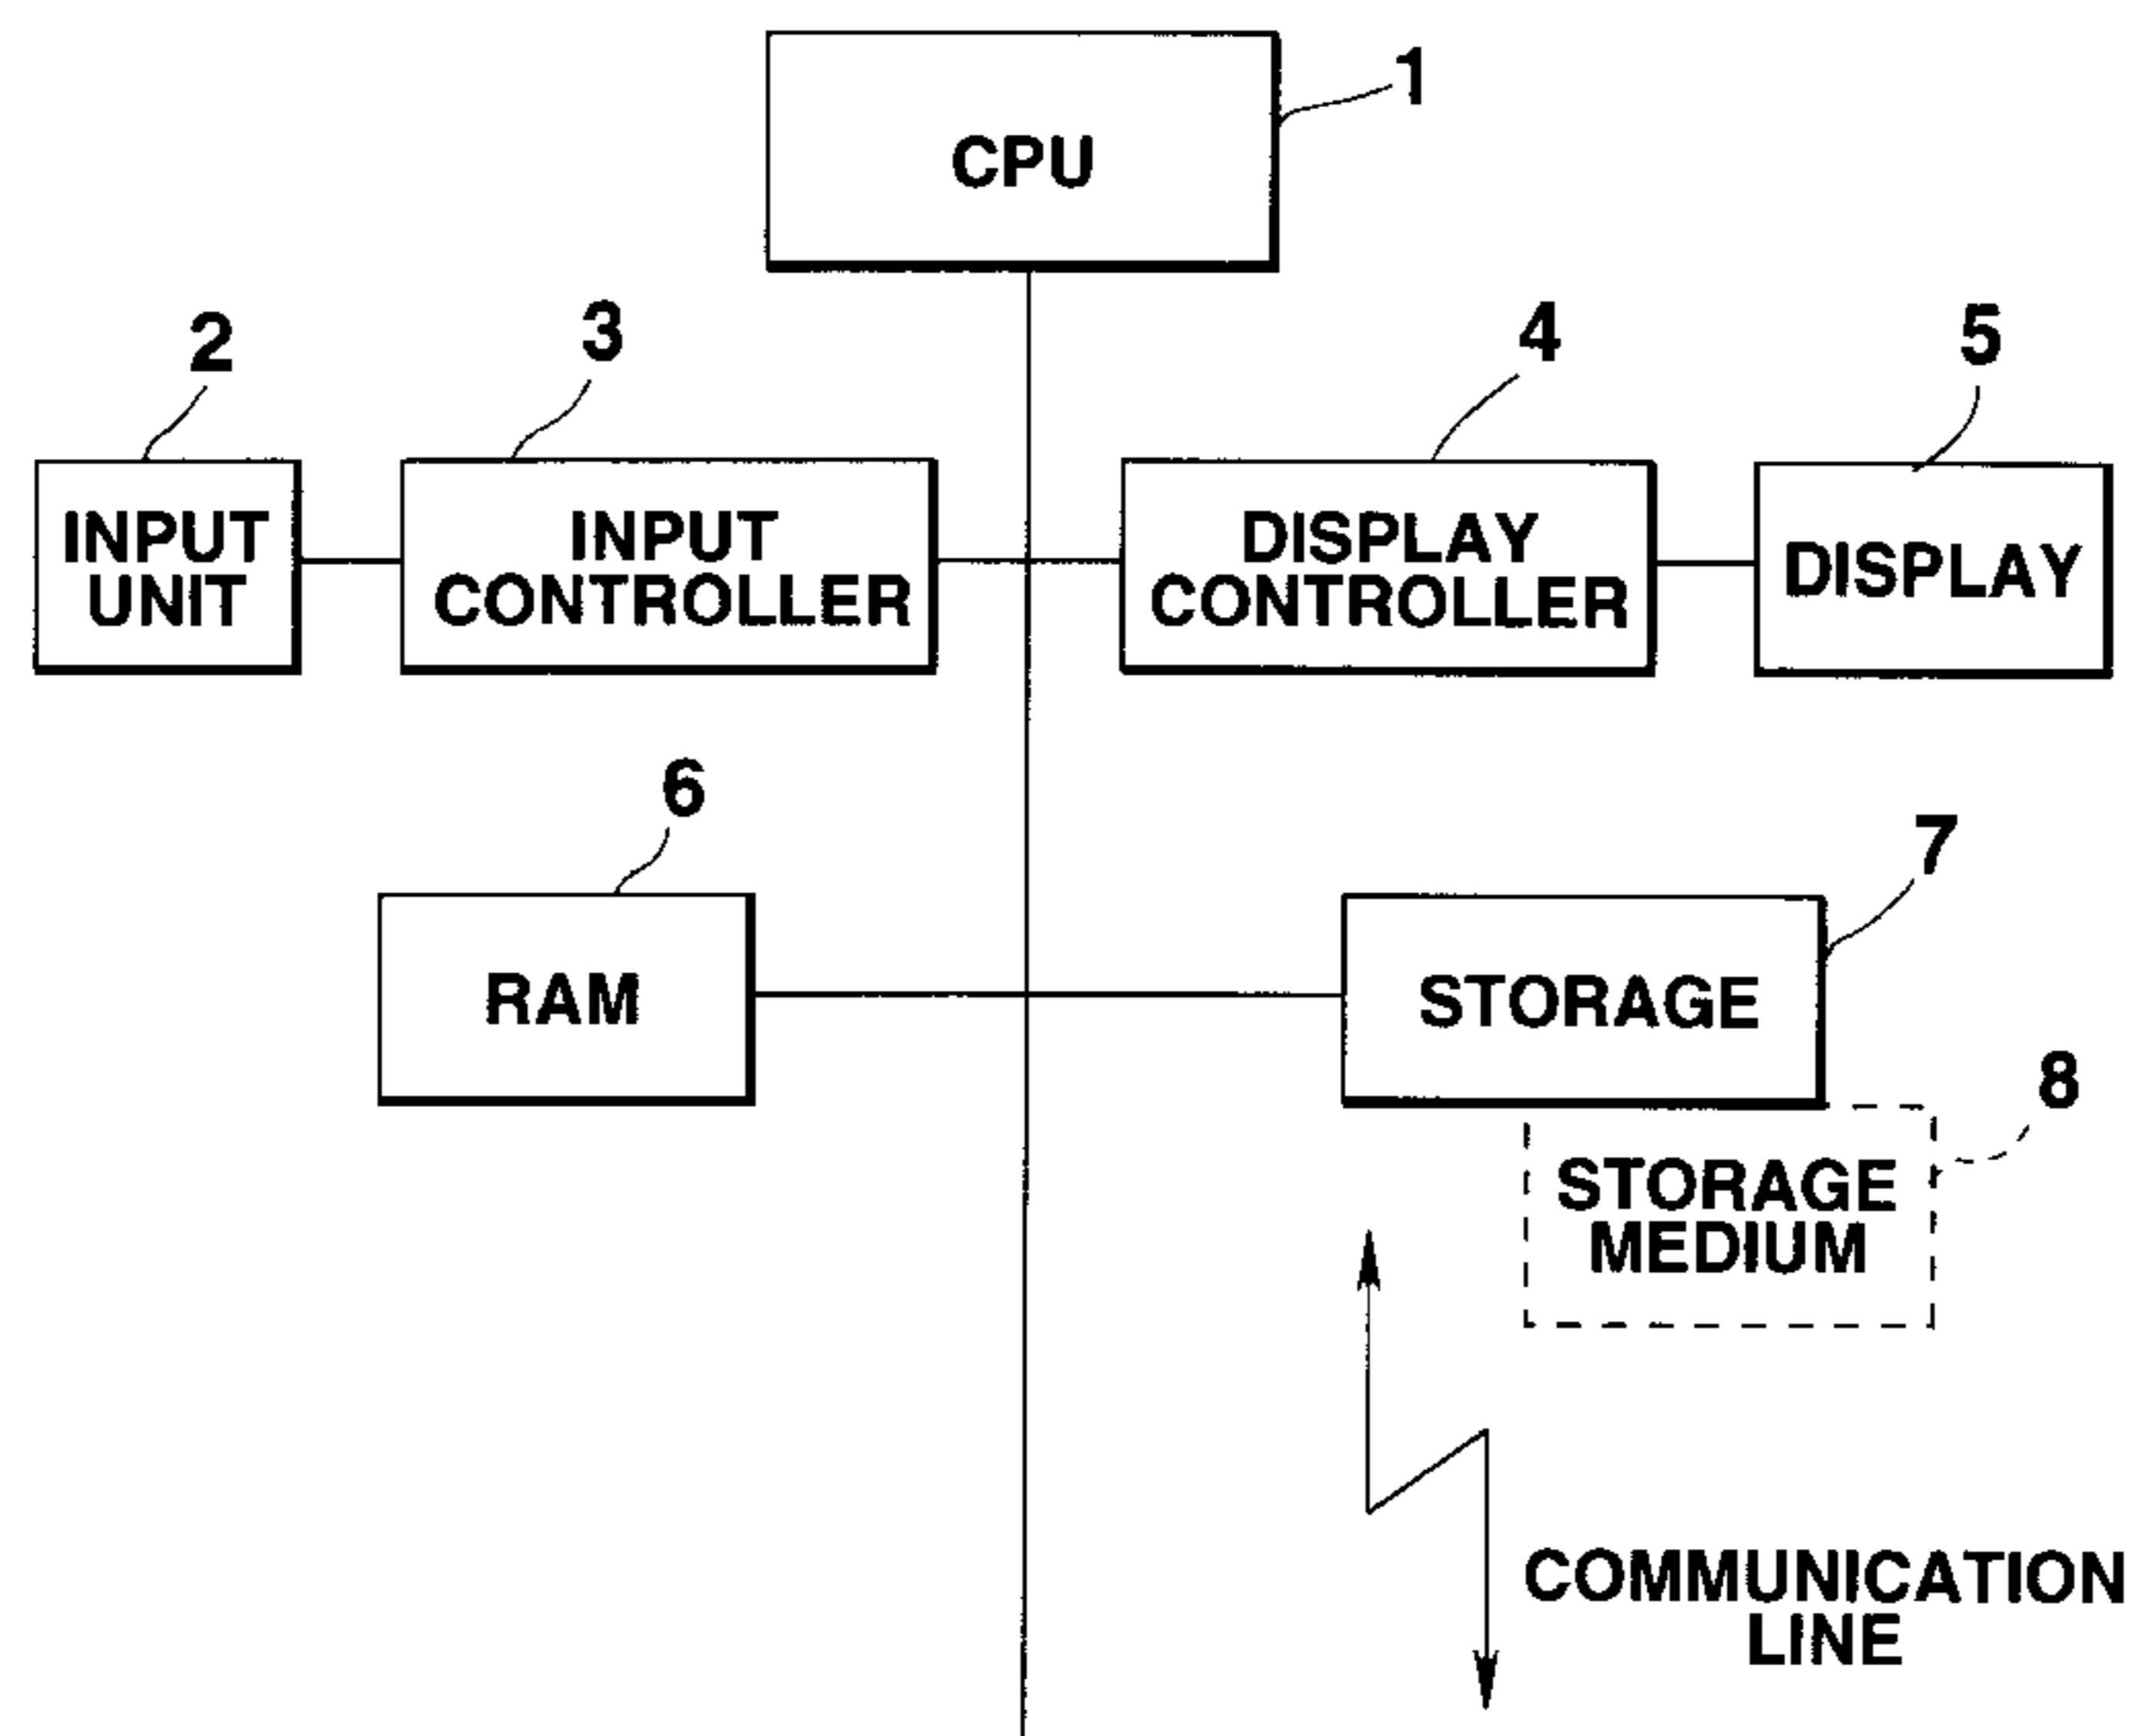 1
CPU
2
3
4
5
INPUT
UNIT
INPUT
CONTROLLER
DISPLAY
CONTROLLER
DISPLAY
6
7
RAM
STORAGE
8
STORAGE
MEDIUM
COMMUNICATION
LINE